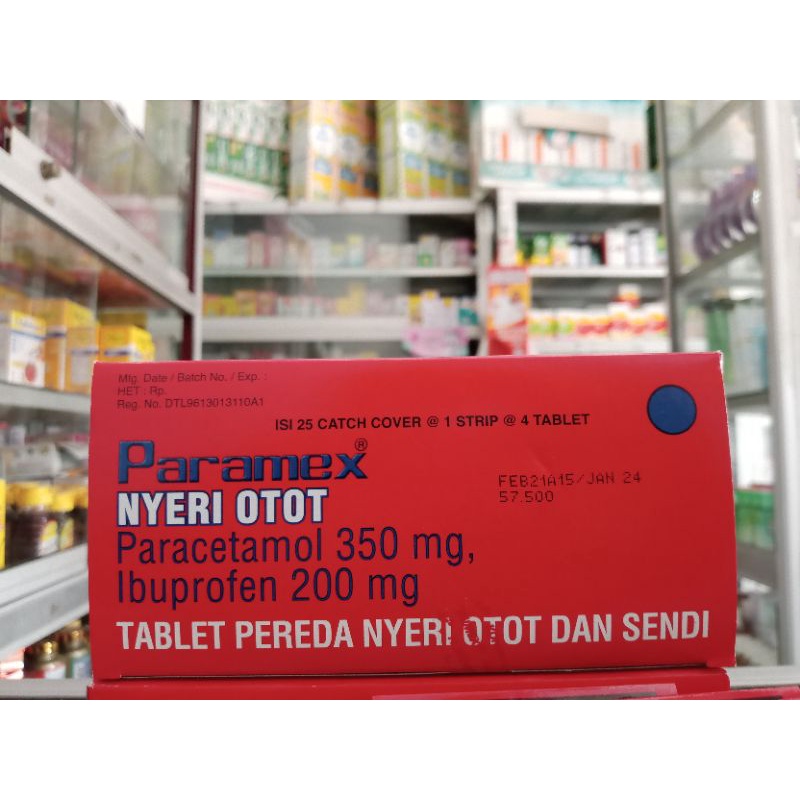 Mfg. Date / Batch No. / Exp. :
HET : Rp.
Reg. No. DTL9613013110A1
ISI 25 CATCH COVER @ 1 STRIP @ 4 TABLET
Paramex®
NYERI OTOT
FEB21A15/JAN 24
57.500
Paracetamol 350 mg,
Ibuprofen 200 mg
TABLET PEREDA NYERI OTOT DAN SENDI